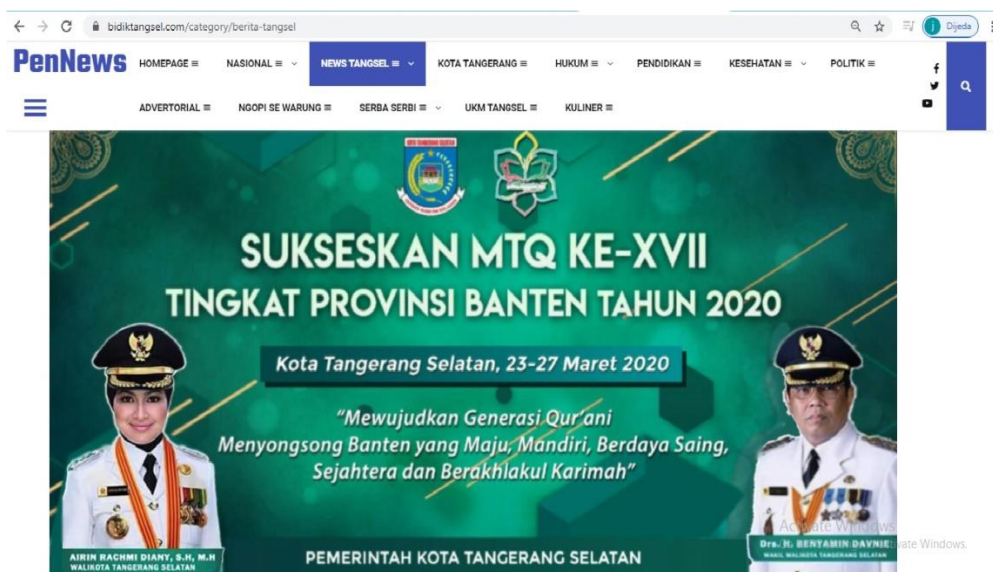 bidiktangsel.com/category/berita-tangsel
Dijeda
PenNews
HOMEPAGE
NASIONAL
NEWS TANGSEL
KOTA TANGERANG
HUKUM
PENDIDIKAN
KESEHATAN
POLITIK
ADVERTORIAL
NGOPI SE WARUNG
SERBA SERBI
UKM TANGSEL
KULINER
SUKSESKAN MTQ KE-XVII
TINGKAT PROVINSI BANTEN TAHUN 2020
Kota Tangerang Selatan, 23-27 Maret 2020
"Mewujudkan Generasi Qur'ani
Menyongsong Banten yang Maju, Mandiri, Berdaya Saing,
Sejahtera dan Berakhlakul Karimah"
AIRIN RACHMI DIANY, S.H, M.H
WALIKOTA TANGERANG SELATAN
PEMERINTAH KOTA TANGERANG SELATAN
Drs. H. BENYAMIN DAVNIE
WAKIL WALIKOTA TANGERANG SELATAN
Activate Windows